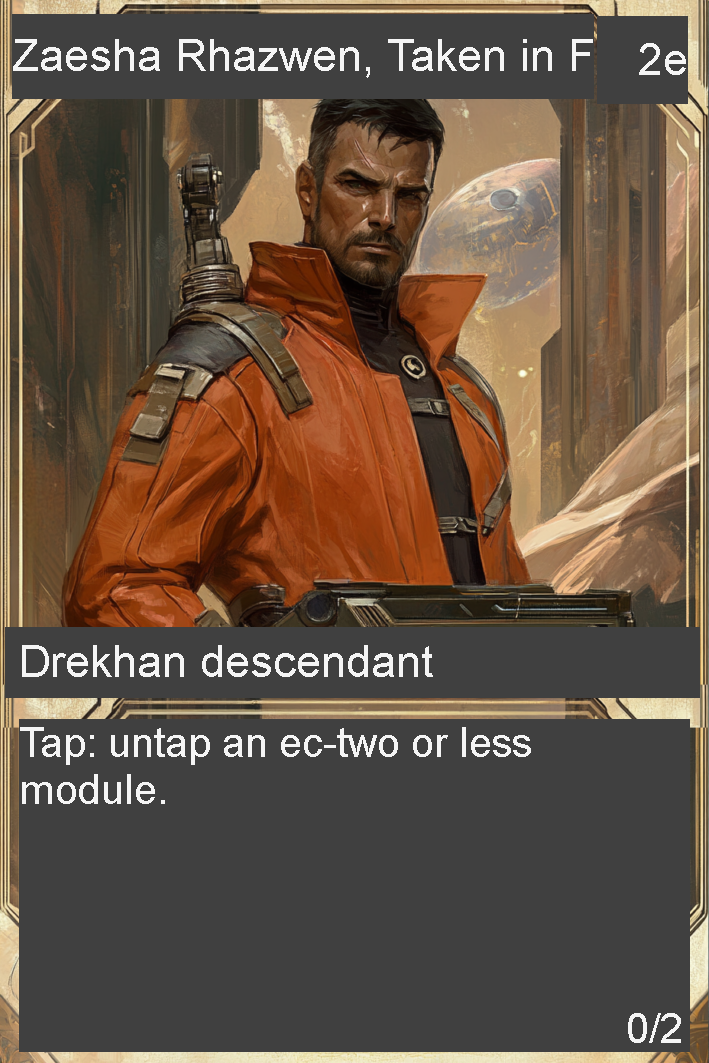 Zaesha Rhazwen, Taken in F
2e
Drekhan descendant
Tap: untap an ec-two or less
module.
0/2